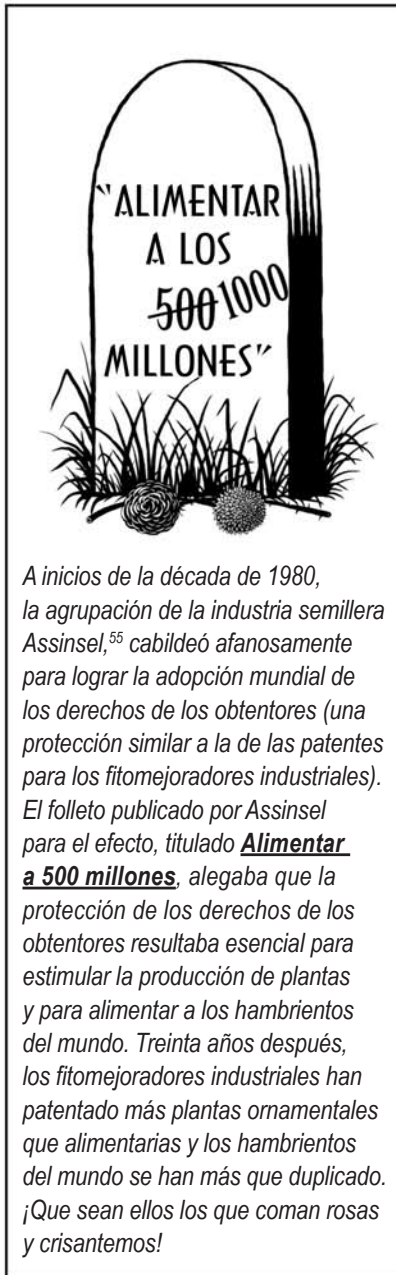 "ALIMENTAR
A LOS
500 1000
MILLONES"
A inicios de la década de 1980,
la agrupación de la industria semillera
Assinsel,55 cabildeó afanosamente
para lograr la adopción mundial de
los derechos de los obtentores (una
protección similar a la de las patentes
para los fitomejoradores industriales).
El folleto publicado por Assinsel
para el efecto, titulado Alimentar
a 500 millones, alegaba que la
protección de los derechos de los
obtentores resultaba esencial para
estimular la producción de plantas
y para alimentar a los hambrientos
del mundo. Treinta años después,
los fitomejoradores industriales han
patentado más plantas ornamentales
que alimentarias y los hambrientos
del mundo se han más que duplicado.
¡Que sean ellos los que coman rosas
y crisantemos!